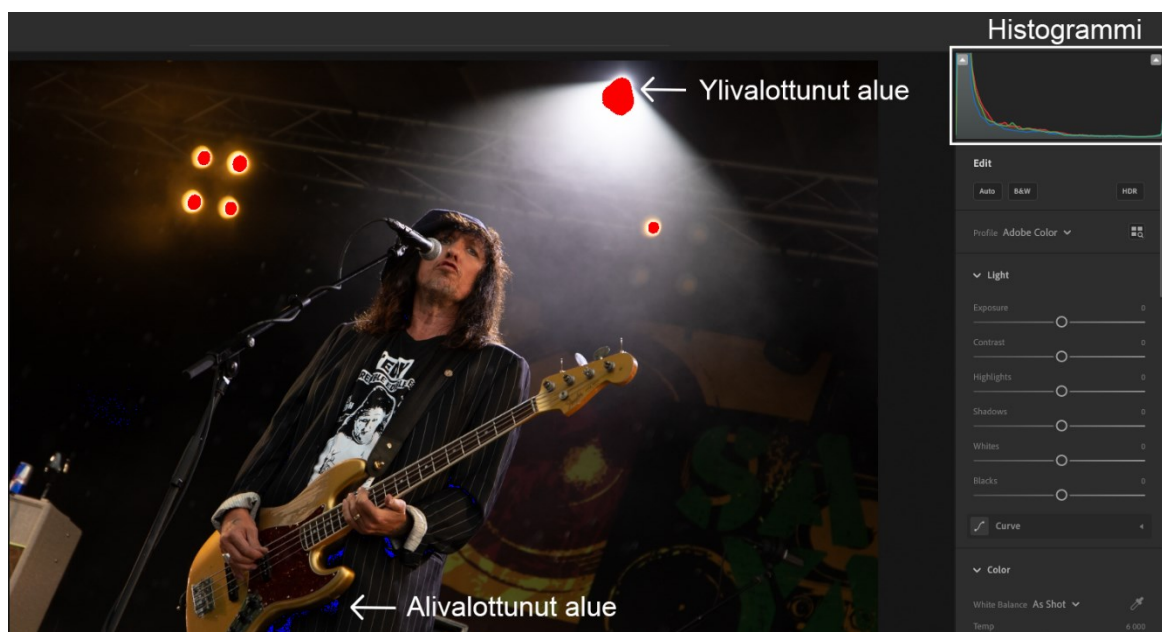 Histogrammi
Ylivalottunut alue
Edit
Auto B&W HDR
Profile Adobe Color
Light
Exposure 0
Contrast 0
Highlights 0
Shadows 0
Whites 0
Blacks 0
Curve
Color
Alivalottunut alue
White Balance As Shot
Temp 6 000